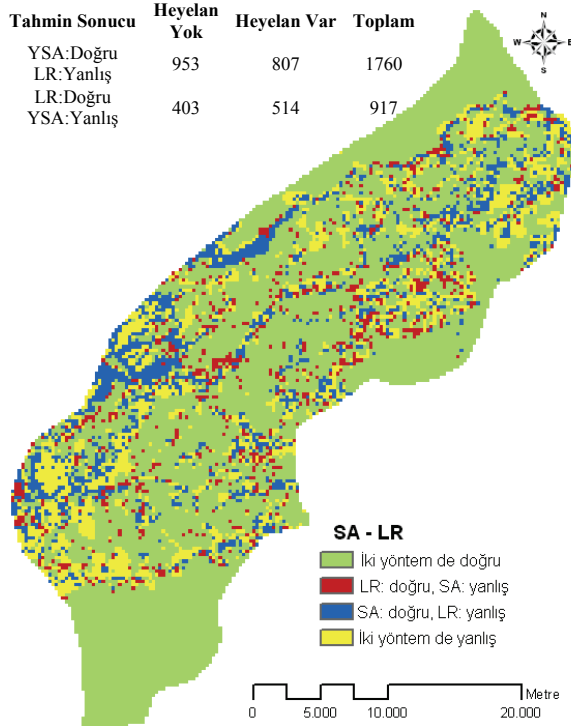 Tahmin Sonucu Heyelan Yok Heyelan Var Toplam
YSA:Doğru LR:Yanlış 953 807 1760
LR:Doğru YSA:Yanlış 403 514 917
N
W E
S
SA - LR
İki yöntem de doğru
LR: doğru, SA: yanlış
SA: doğru, LR: yanlış
İki yöntem de yanlış
Metre
0 5.000 10.000 20.000